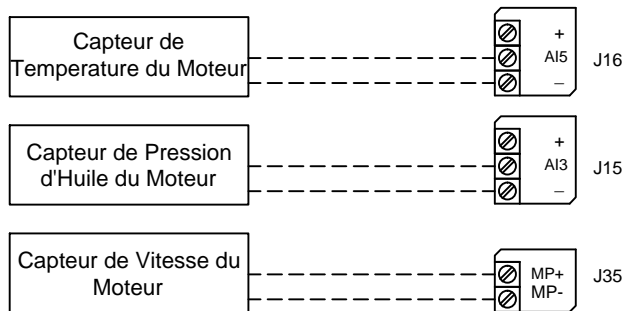 Capteur de
Temperature du Moteur
+
AI5
–
J16
Capteur de Pression
d'Huile du Moteur
+
AI3
–
J15
Capteur de Vitesse du
Moteur
MP+
MP-
J35